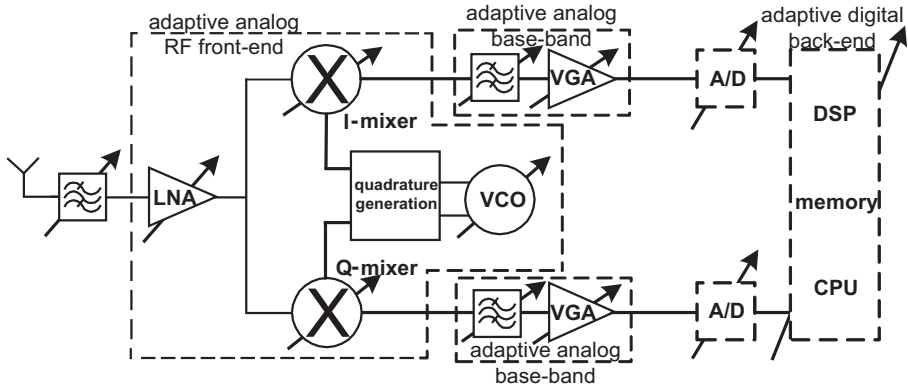 adaptive analog
RF front-end
adaptive analog
base-band
adaptive digital
back-end
X
VGA
A/D
DSP
I-mixer
LNA
quadrature
generation
VCO
memory
Q-mixer
X
VGA
A/D
CPU
adaptive analog
base-band